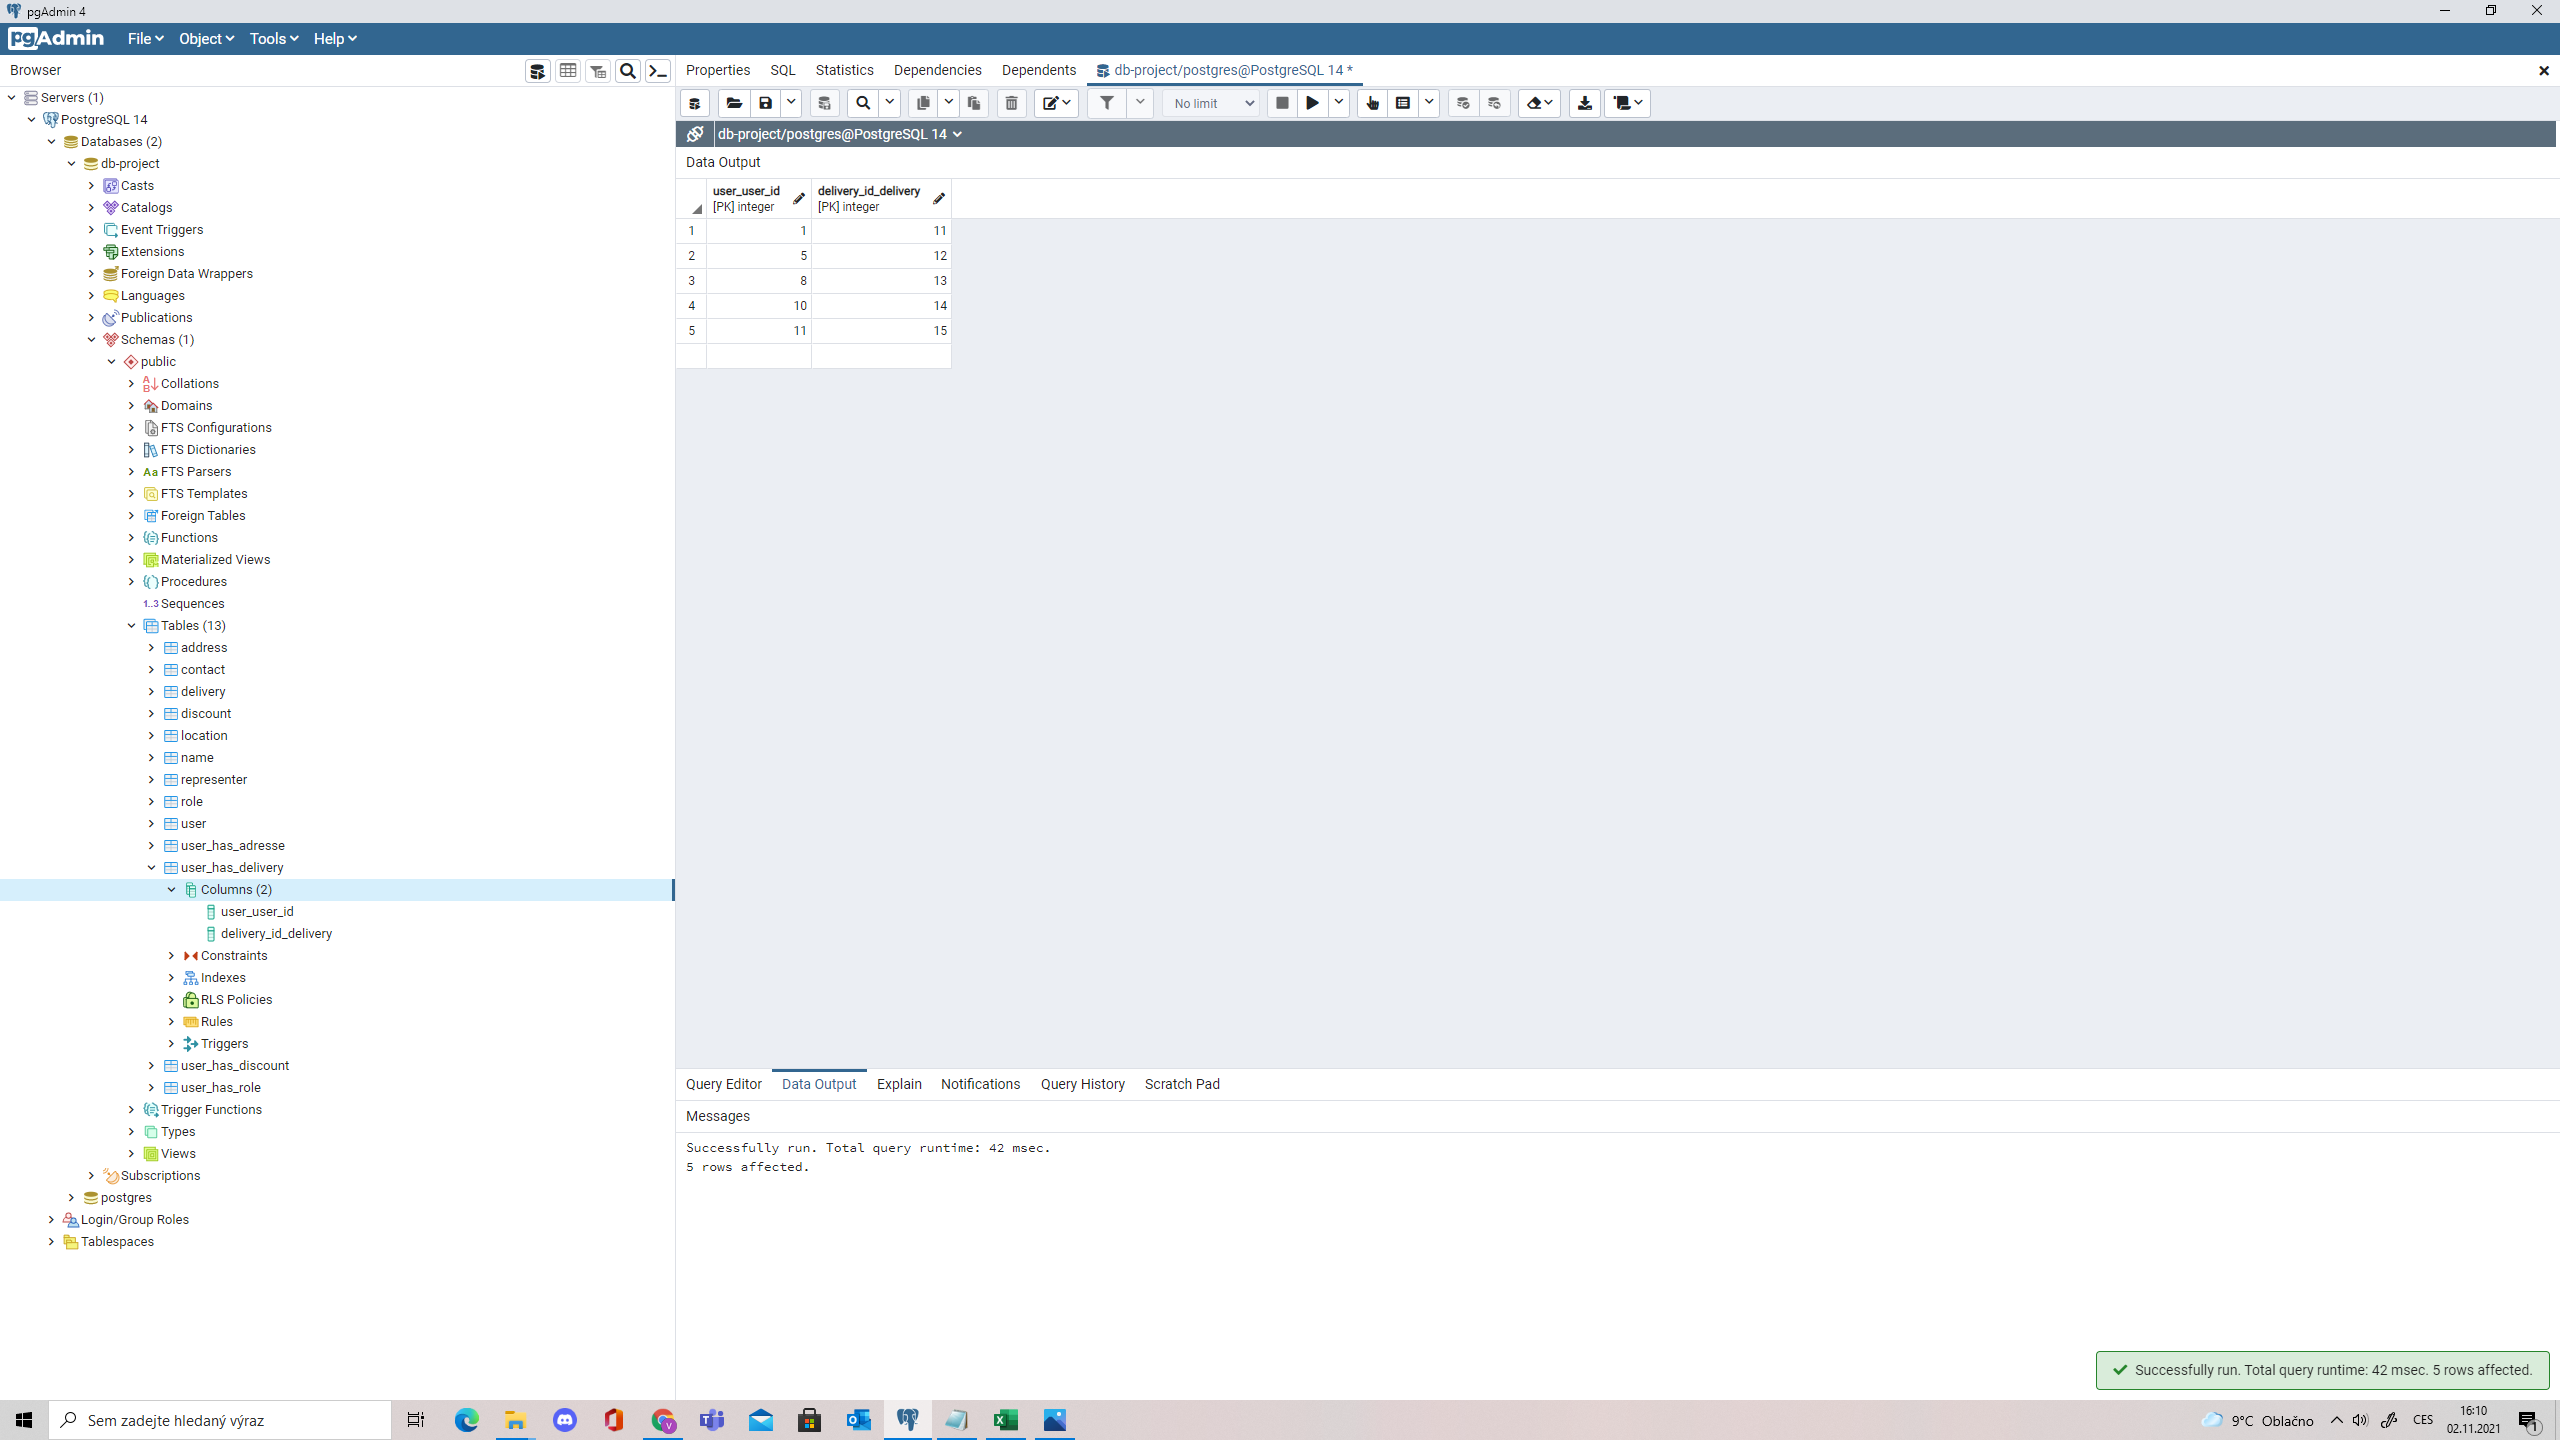 pgAdmin 4
pgAdmin File Object Tools Help
Browser
Servers (1)
PostgreSQL 14
Databases (2)
db-project
Casts
Catalogs
Event Triggers
Extensions
Foreign Data Wrappers
Languages
Publications
Schemas (1)
public
Collations
Domains
FTS Configurations
FTS Dictionaries
Aa FTS Parsers
FTS Templates
Foreign Tables
Functions
Materialized Views
Procedures
1..3 Sequences
Tables (13)
address
contact
delivery
discount
location
name
representer
role
user
user_has_adresse
user_has_delivery
Columns (2)
user_user_id
delivery_id_delivery
Constraints
Indexes
RLS Policies
Rules
Triggers
user_has_discount
user_has_role
Trigger Functions
Types
Views
Subscriptions
postgres
Login/Group Roles
Tablespaces
Properties SQL Statistics Dependencies Dependents db-project/postgres@PostgreSQL 14 *
No limit
db-project/postgres@PostgreSQL 14
Data Output
user_user_id delivery_id_delivery
[PK] integer [PK] integer
1 1 11
2 5 12
3 8 13
4 10 14
5 11 15
Query Editor Data Output Explain Notifications Query History Scratch Pad
Messages
Successfully run. Total query runtime: 42 msec.
5 rows affected.
Successfully run. Total query runtime: 42 msec. 5 rows affected.
Sem zadejte hledaný výraz
9°C Oblačno CES 16:10
02.11.2021
1